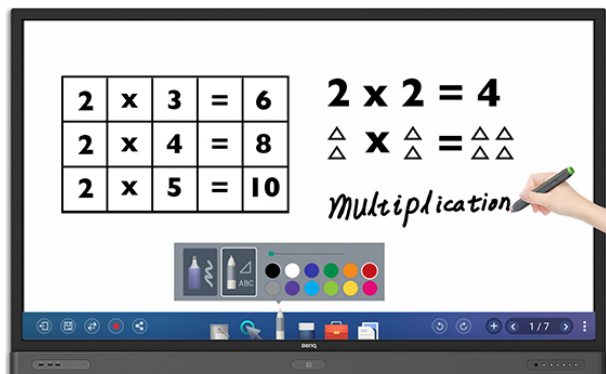 2 x 3 = 6
2 x 4 = 8
2 x 5 = 10
2 x 2 = 4
x =
Multiplication
ABC
1/7
BenQ